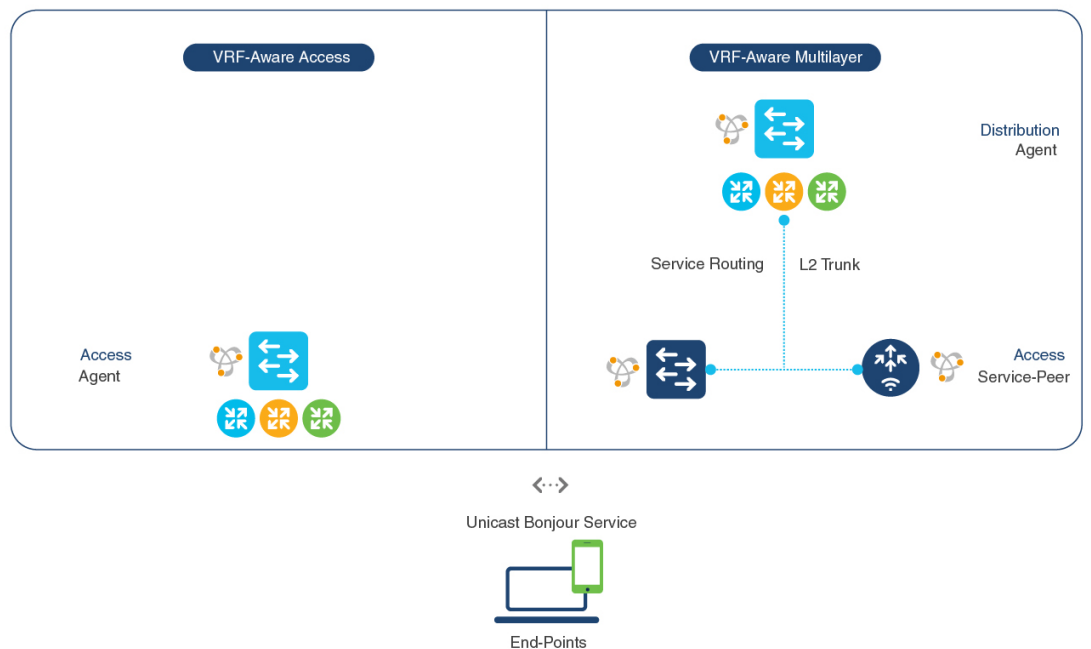 VRF-Aware Access
VRF-Aware Multilayer
Distribution
Agent
Service Routing
L2 Trunk
Access
Agent
Access
Service-Peer
Unicast Bonjour Service
End-Points